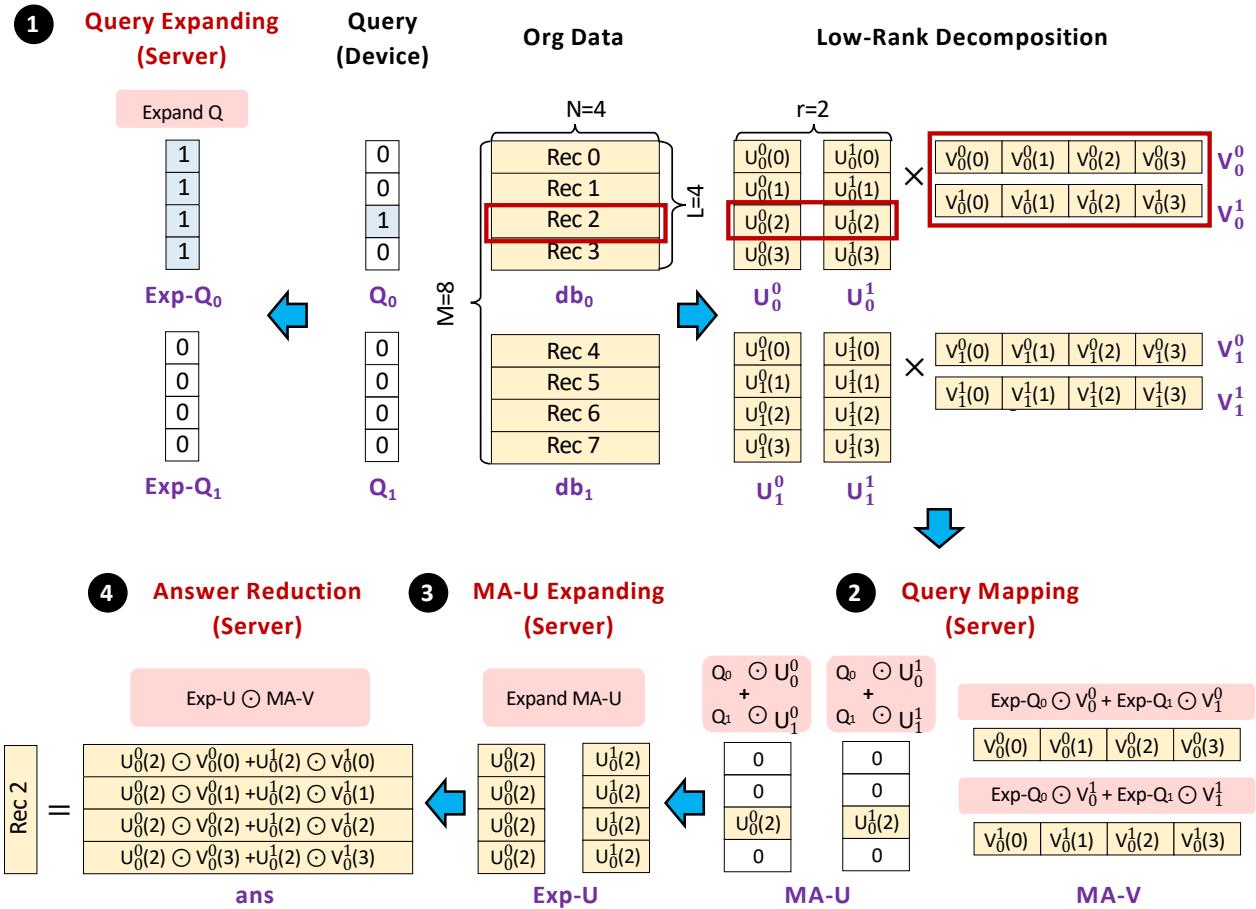 1 Query Expanding (Server)
Query (Device)
Org Data
Low-Rank Decomposition
Expand Q
N=4
r=2
1
1
1
1
Exp-Q₀
0
0
1
0
Q₀
Rec 0
Rec 1
Rec 2
Rec 3
db₀
L=4
M=8
U₀⁰(0) U₀¹(0)
U₀⁰(1) U₀¹(1)
U₀⁰(2) U₀¹(2)
U₀⁰(3) U₀¹(3)
U₀⁰ U₀¹
×
V₀⁰(0) V₀⁰(1) V₀⁰(2) V₀⁰(3) V₀⁰
V₀¹(0) V₀¹(1) V₀¹(2) V₀¹(3) V₀¹
0
0
0
0
Exp-Q₁
0
0
0
0
Q₁
Rec 4
Rec 5
Rec 6
Rec 7
db₁
U₁⁰(0) U₁¹(0)
U₁⁰(1) U₁¹(1)
U₁⁰(2) U₁¹(2)
U₁⁰(3) U₁¹(3)
U₁⁰ U₁¹
×
V₁⁰(0) V₁⁰(1) V₁⁰(2) V₁⁰(3) V₁⁰
V₁¹(0) V₁¹(1) V₁¹(2) V₁¹(3) V₁¹
4 Answer Reduction (Server)
3 MA-U Expanding (Server)
2 Query Mapping (Server)
Exp-U ⊙ MA-V
Rec 2
=
U₀⁰(2) ⊙ V₀⁰(0) +U₀¹(2) ⊙ V₀¹(0)
U₀⁰(2) ⊙ V₀⁰(1) +U₀¹(2) ⊙ V₀¹(1)
U₀⁰(2) ⊙ V₀⁰(2) +U₀¹(2) ⊙ V₀¹(2)
U₀⁰(2) ⊙ V₀⁰(3) +U₀¹(2) ⊙ V₀¹(3)
ans
Expand MA-U
U₀⁰(2) U₀¹(2)
U₀⁰(2) U₀¹(2)
U₀⁰(2) U₀¹(2)
U₀⁰(2) U₀¹(2)
Exp-U
Q₀ ⊙ U₀⁰
+
Q₁ ⊙ U₁⁰
Q₀ ⊙ U₀¹
+
Q₁ ⊙ U₁¹
0 0
0 0
U₀⁰(2) U₀¹(2)
0 0
MA-U
Exp-Q₀ ⊙ V₀⁰ + Exp-Q₁ ⊙ V₁⁰
V₀⁰(0) V₀⁰(1) V₀⁰(2) V₀⁰(3)
Exp-Q₀ ⊙ V₀¹ + Exp-Q₁ ⊙ V₁¹
V₀¹(0) V₀¹(1) V₀¹(2) V₀¹(3)
MA-V